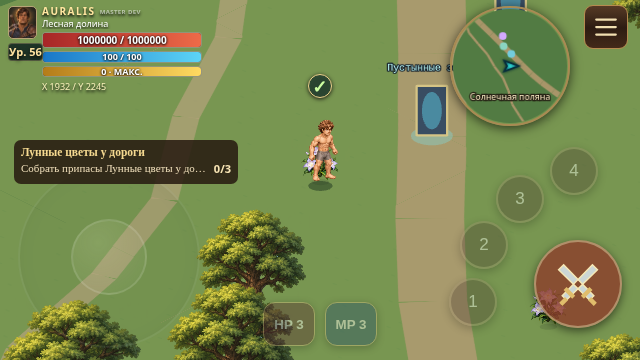 AURALIS MASTER DEV
Лесная долина
Ур. 56
1000000 / 1000000
100 / 100
0 - МАКС.
X 1932 / Y 2245
Пустынные
Солнечная поляна
✓
Лунные цветы у дороги
Собрать припасы Лунные цветы у до... 0/3
4
3
2
1
HP 3
MP 3